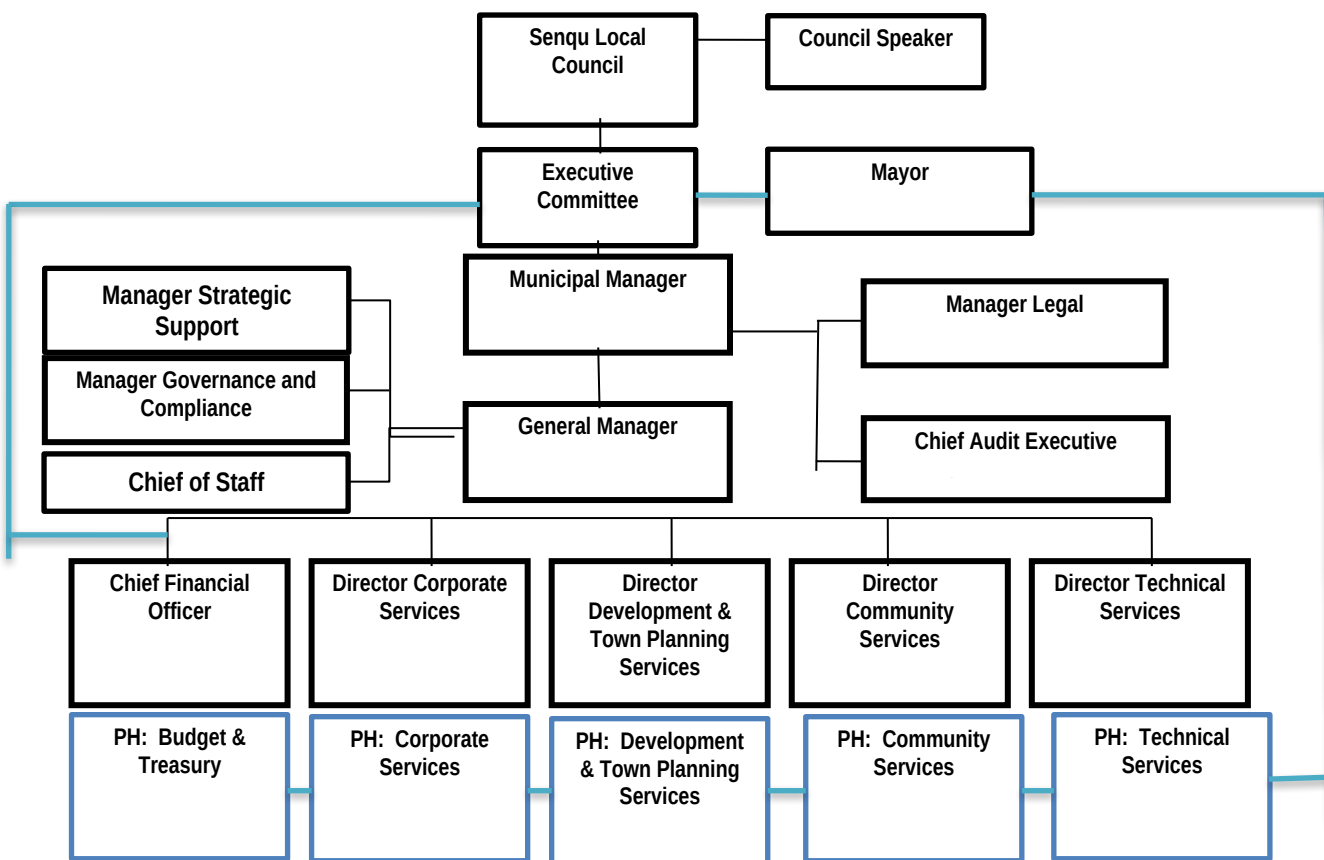 Senqu Local
Council
Council Speaker
Executive
Committee
Mayor
Municipal Manager
Manager Strategic
Support
Manager Legal
Manager Governance and
Compliance
General Manager
Chief Audit Executive
Chief of Staff
Chief Financial
Officer
Director Corporate
Services
Director
Development &
Town Planning
Services
Director
Community
Services
Director Technical
Services
PH:  Budget &
Treasury
PH:  Corporate
Services
PH:  Development
& Town Planning
Services
PH:  Community
Services
PH:  Technical
Services